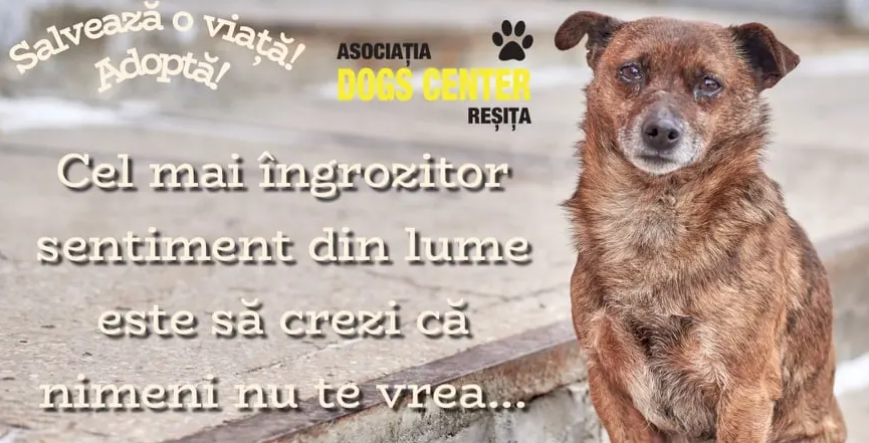 Salvează o viață!
Adoptă!
ASOCIAȚIA
DOGS CENTER
REȘIȚA
Cel mai îngrozitor
sentiment din lume
este să crezi că
nimeni nu te vrea...